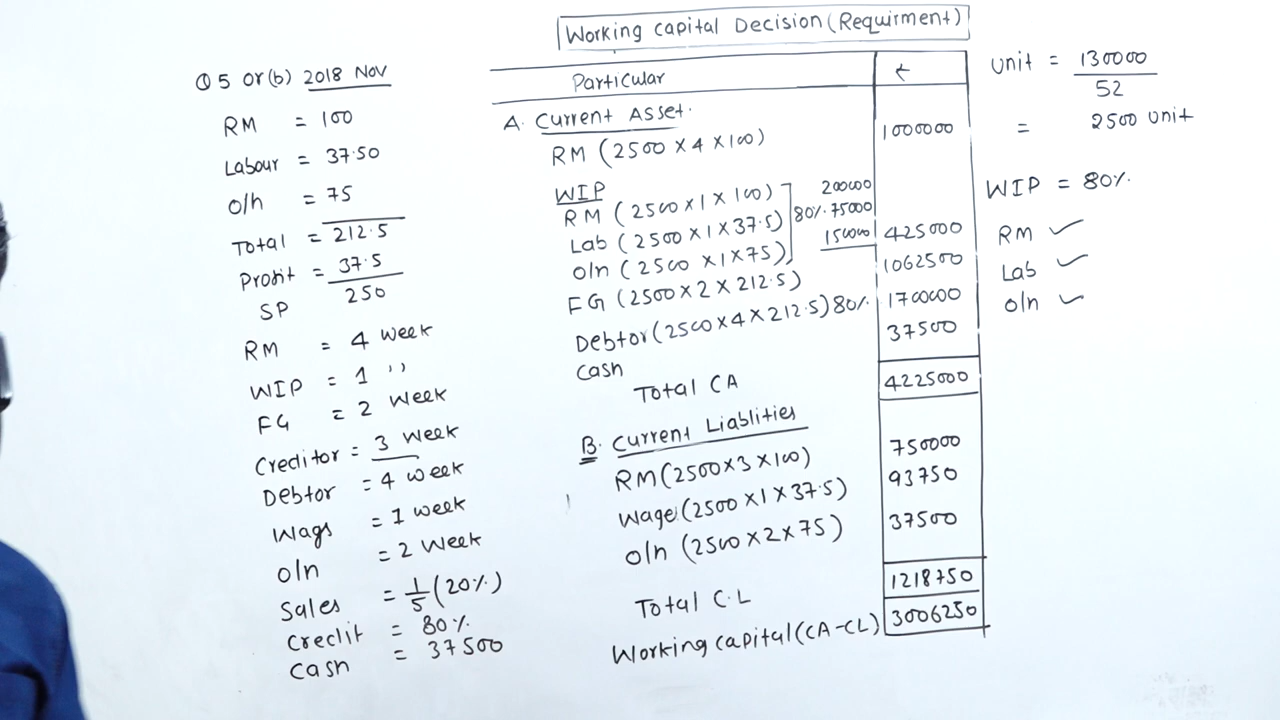 Working Capital Decision (Requirment)
Q 5 or (b) 2018 Nov
RM = 100
Labour = 37.50
o/h = 75
Total = 212.5
Profit = 37.5
SP 250
RM = 4 week
WIP = 1 ,,
FG = 2 Week
Creditor = 3 Week
Debtor = 4 week
Wags = 1 week
o/h = 2 Week
Sales = 1/5 (20%)
Credit = 80%
Cash = 37500
Particular ₹
A. Current Asset.
RM (2500 x 4 x 100) 1000000
WIP
RM (2500 x 1 x 100) 200000
Lab (2500 x 1 x 37.5) 80% 75000
o/h (2500 x 1 x 75) 150000 425000
FG (2500 x 2 x 212.5) 1062500
Debtor (2500 x 4 x 212.5) 80% 1700000
Cash 37500
Total CA 4225000
B. Current Liablities
RM (2500 x 3 x 100) 750000
Wage (2500 x 1 x 37.5) 93750
o/h (2500 x 2 x 75) 37500
Total C.L 1218750
Working capital (CA-CL) 3006250
Unit = 130000
52
= 2500 Unit
WIP = 80%.
RM ✓
Lab ✓
o/h ✓